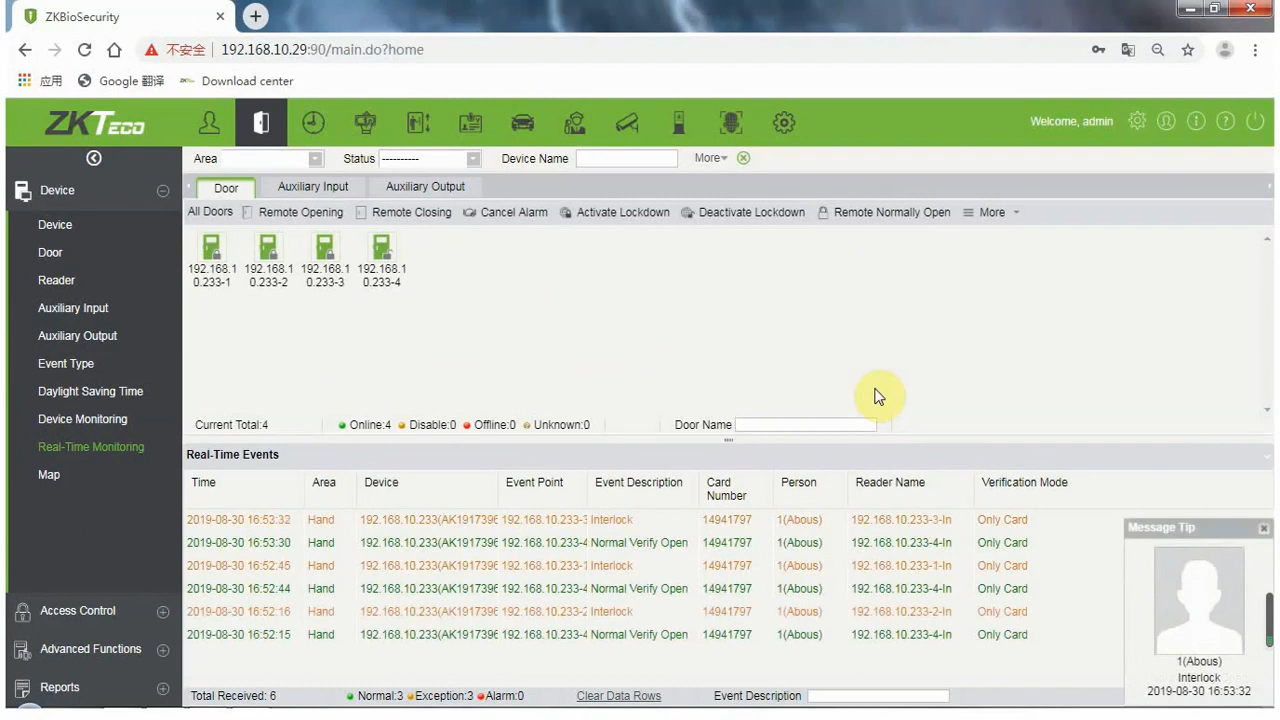 ZKBioSecurity
不安全 192.168.10.29:90/main.do?home
应用 Google 翻译 Download center
ZKTeco
Welcome, admin
Area Status ---------- Device Name More
Device
Door Auxiliary Input Auxiliary Output
All Doors Remote Opening Remote Closing Cancel Alarm Activate Lockdown Deactivate Lockdown Remote Normally Open More
Device
Door
Reader
Auxiliary Input
Auxiliary Output
Event Type
Daylight Saving Time
Device Monitoring
Real-Time Monitoring
Map
Access Control
Advanced Functions
Reports
192.168.1 192.168.1 192.168.1 192.168.1
0.233-1 0.233-2 0.233-3 0.233-4
Current Total:4 Online:4 Disable:0 Offline:0 Unknown:0 Door Name
Real-Time Events
Time Area Device Event Point Event Description Card Number Person Reader Name Verification Mode
2019-08-30 16:53:32 Hand 192.168.10.233(AK1917396 192.168.10.233-3 Interlock 14941797 1(Abous) 192.168.10.233-3-In Only Card
2019-08-30 16:53:30 Hand 192.168.10.233(AK1917396 192.168.10.233-4 Normal Verify Open 14941797 1(Abous) 192.168.10.233-4-In Only Card
2019-08-30 16:52:45 Hand 192.168.10.233(AK1917396 192.168.10.233-1 Interlock 14941797 1(Abous) 192.168.10.233-1-In Only Card
2019-08-30 16:52:44 Hand 192.168.10.233(AK1917396 192.168.10.233-4 Normal Verify Open 14941797 1(Abous) 192.168.10.233-4-In Only Card
2019-08-30 16:52:16 Hand 192.168.10.233(AK1917396 192.168.10.233-2 Interlock 14941797 1(Abous) 192.168.10.233-2-In Only Card
2019-08-30 16:52:15 Hand 192.168.10.233(AK1917396 192.168.10.233-4 Normal Verify Open 14941797 1(Abous) 192.168.10.233-4-In Only Card
Message Tip
1(Abous)
Interlock
2019-08-30 16:53:32
Total Received: 6 Normal:3 Exception:3 Alarm:0 Clear Data Rows Event Description